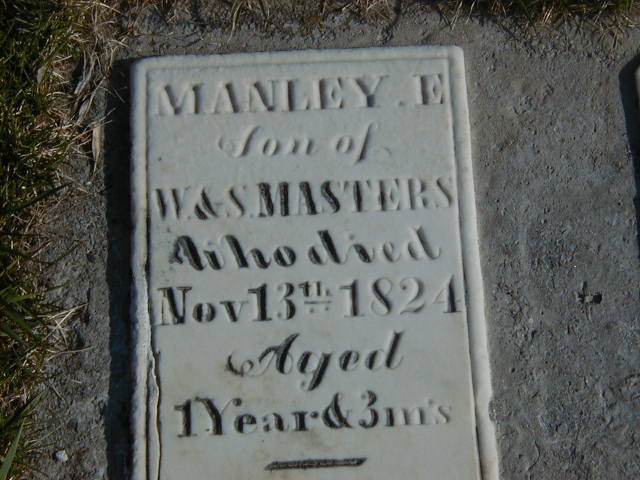 MANLEY . E
Son of
W. & S. MASTERS
Who died
Nov 13th 1824
Aged
1 Year & 3 m's